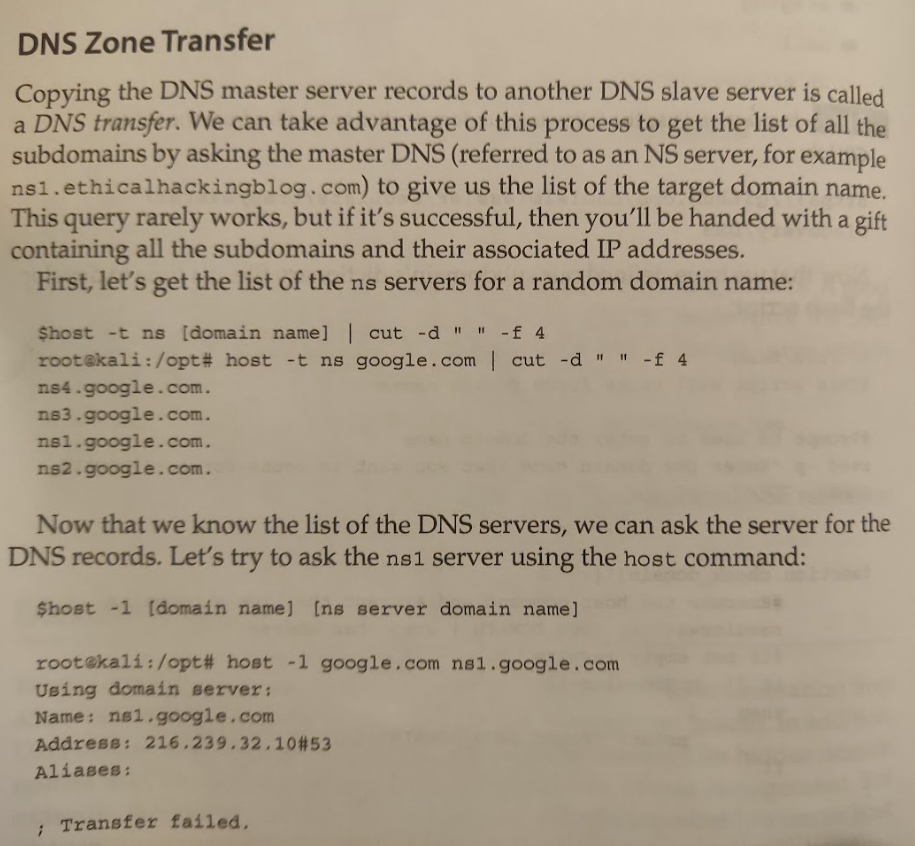 DNS Zone Transfer
Copying the DNS master server records to another DNS slave server is called
a DNS transfer. We can take advantage of this process to get the list of all the
subdomains by asking the master DNS (referred to as an NS server, for example
ns1.ethicalhackingblog.com) to give us the list of the target domain name.
This query rarely works, but if it's successful, then you'll be handed with a gift
containing all the subdomains and their associated IP addresses.
First, let's get the list of the ns servers for a random domain name:
$host -t ns [domain name] | cut -d " " -f 4
root@kali:/opt# host -t ns google.com | cut -d " " -f 4
ns4.google.com.
ns3.google.com.
ns1.google.com.
ns2.google.com.
Now that we know the list of the DNS servers, we can ask the server for the
DNS records. Let's try to ask the ns1 server using the host command:
$host -l [domain name] [ns server domain name]
root@kali:/opt# host -l google.com ns1.google.com
Using domain server:
Name: ns1.google.com
Address: 216.239.32.10#53
Aliases:
; Transfer failed.